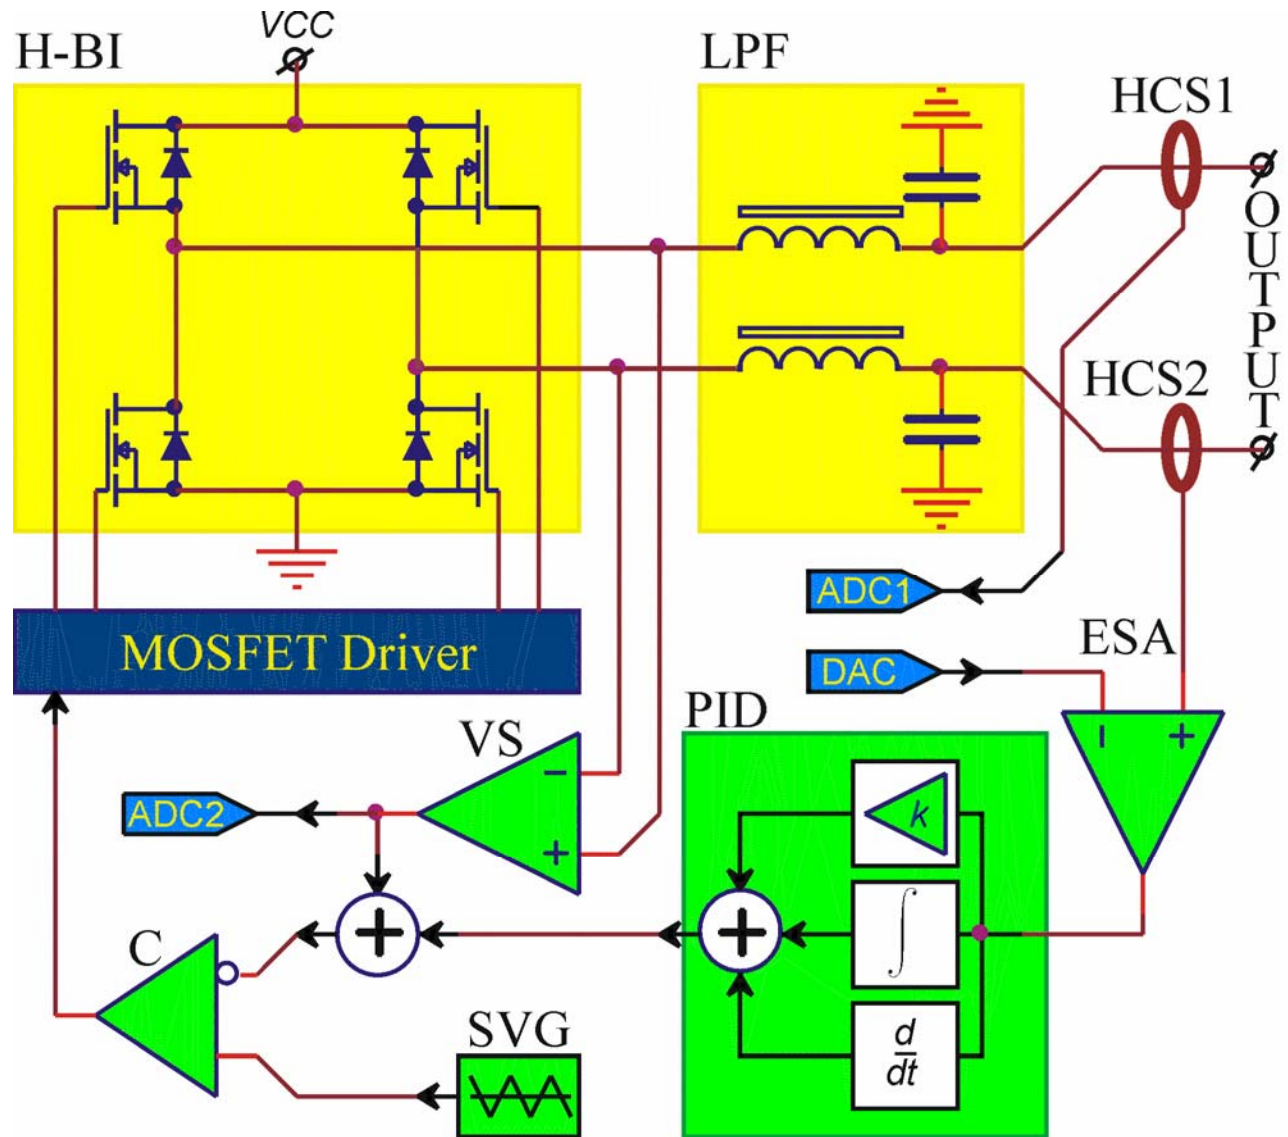 VCC
H-BI
LPF
HCS1
OUTPUT
HCS2
ADC1
ESA
MOSFET Driver
DAC
PID
VS
− +
−
k
ADC2
+
+
+
∫
C
SVG
d
dt